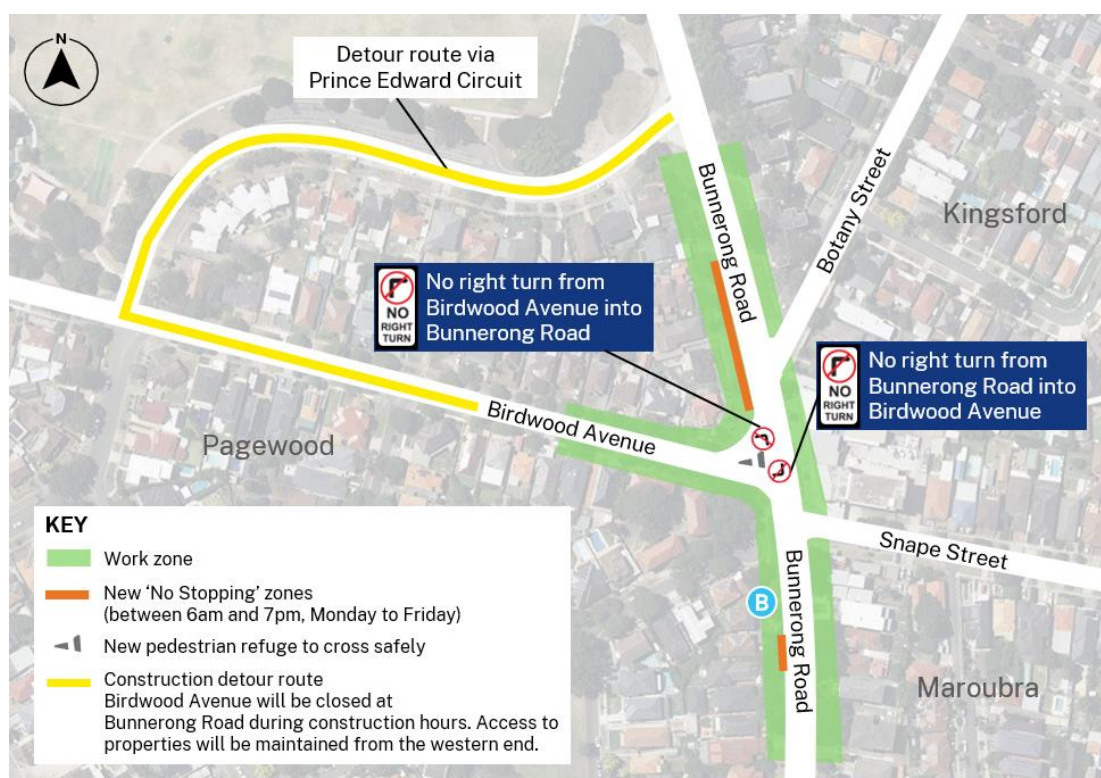 N
Detour route via
Prince Edward Circuit
Bunnerong Road
Botany Street
Kingsford
NO
RIGHT
TURN
No right turn from
Birdwood Avenue into
Bunnerong Road
NO
RIGHT
TURN
No right turn from
Bunnerong Road into
Birdwood Avenue
Birdwood Avenue
Pagewood
Snape Street
B
Bunnerong Road
Maroubra
KEY
Work zone
New ‘No Stopping’ zones
(between 6am and 7pm, Monday to Friday)
New pedestrian refuge to cross safely
Construction detour route
Birdwood Avenue will be closed at
Bunnerong Road during construction hours. Access to
properties will be maintained from the western end.